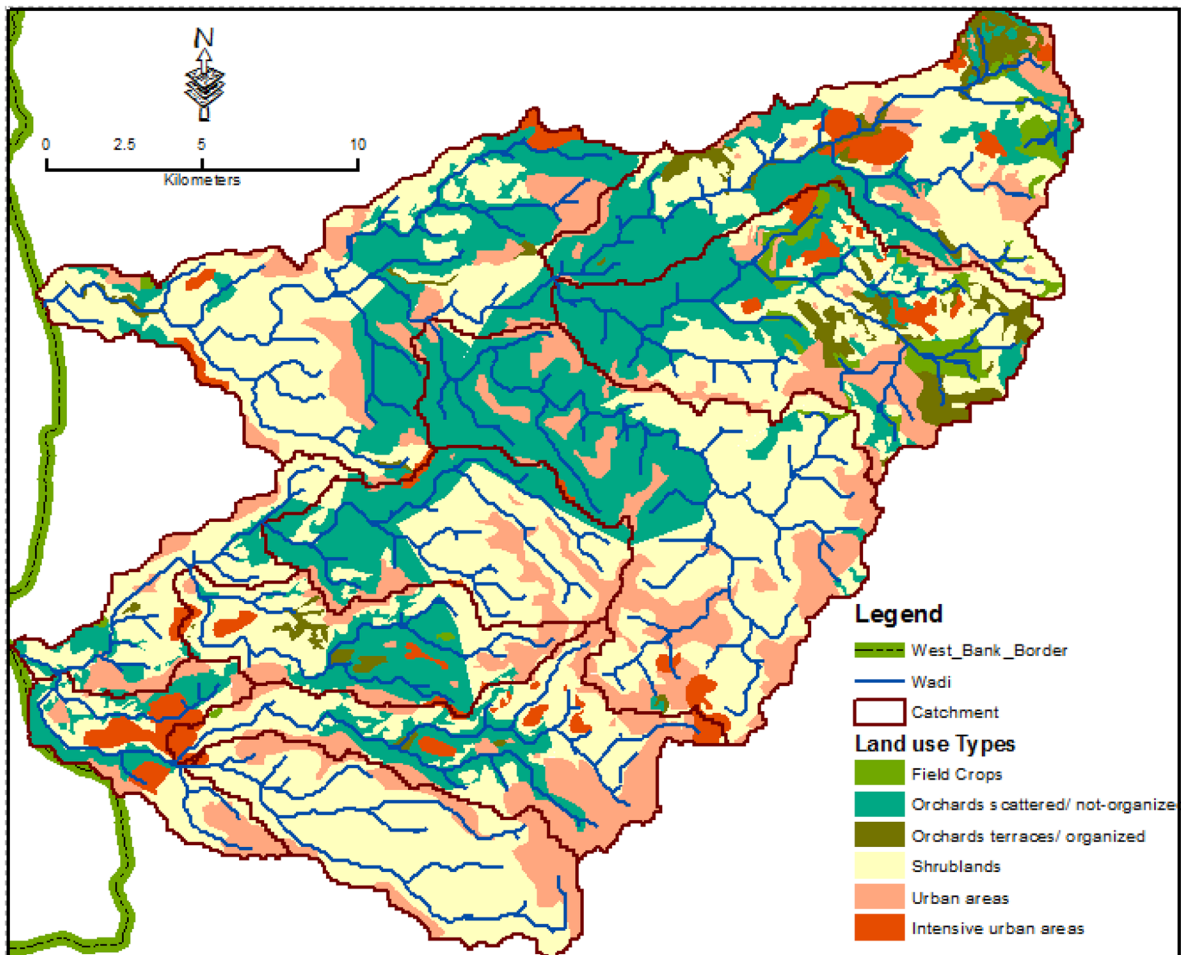 N
0 2.5 5 10
Kilometers
Legend
West_Bank_Border
Wadi
Catchment
Land use Types
Field Crops
Orchards scattered/ not-organize
Orchards terraces/ organized
Shrublands
Urban areas
Intensive urban areas